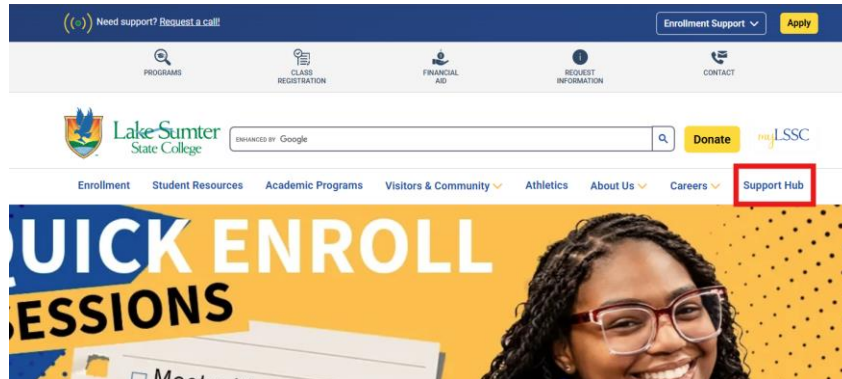 Need support? Request a call!
Enrollment Support
Apply
PROGRAMS
CLASS
REGISTRATION
FINANCIAL
AID
REQUEST
INFORMATION
CONTACT
Lake-Sumter
State College
ENHANCED BY Google
Donate
myLSSC
Enrollment Student Resources Academic Programs Visitors & Community Athletics About Us Careers Support Hub
UICK ENROLL
ESSIONS